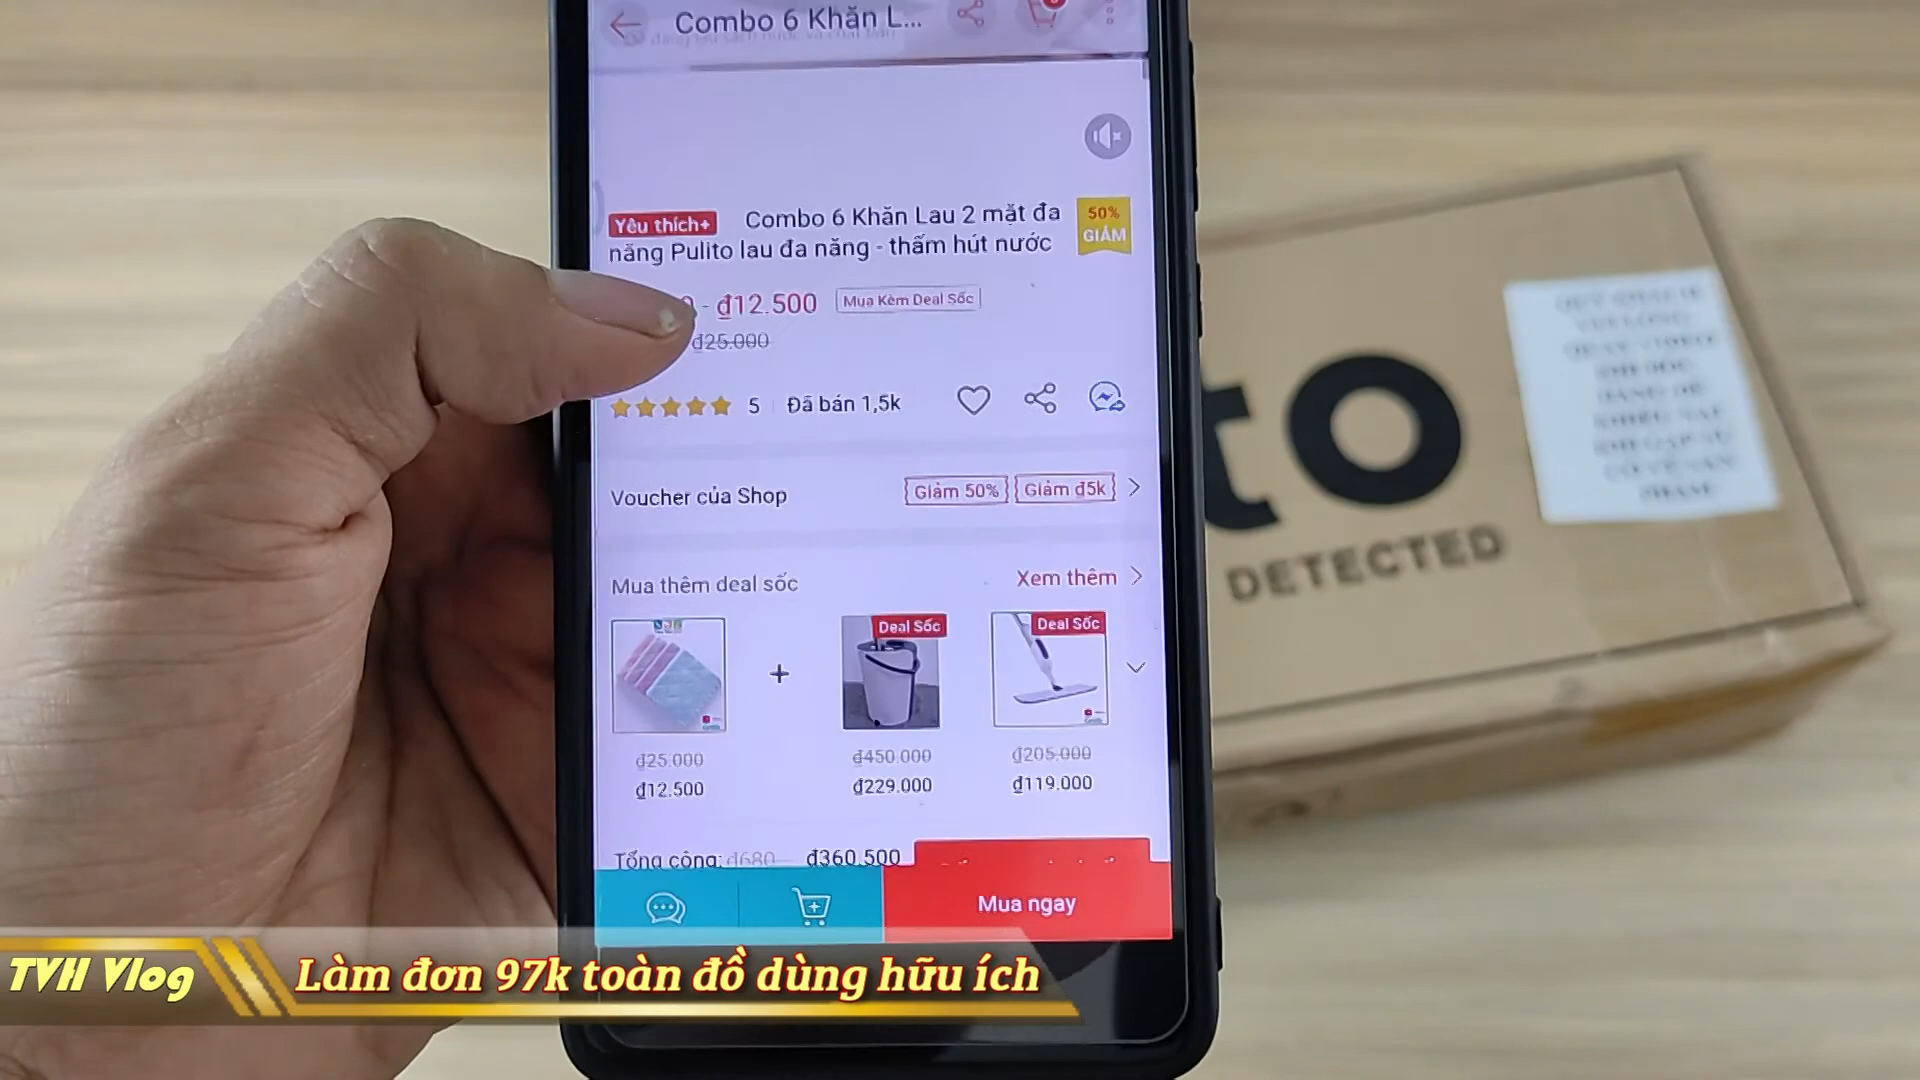 Combo 6 Khăn L...
Yêu thích+ Combo 6 Khăn Lau 2 mặt đa
năng Pulito lau đa năng - thấm hút nước
50%
GIẢM
- đ12.500 Mua Kèm Deal Sốc
đ25.000
5 Đã bán 1,5k
Voucher của Shop Giảm 50% Giảm đ5k
Mua thêm deal sốc Xem thêm
Deal Sốc Deal Sốc
+
đ25.000 đ450.000 đ205.000
đ12.500 đ229.000 đ119.000
Tổng cộng: đ680 đ360.500
Mua ngay
to
DETECTED
TVH Vlog
Làm đơn 97k toàn đồ dùng hữu ích